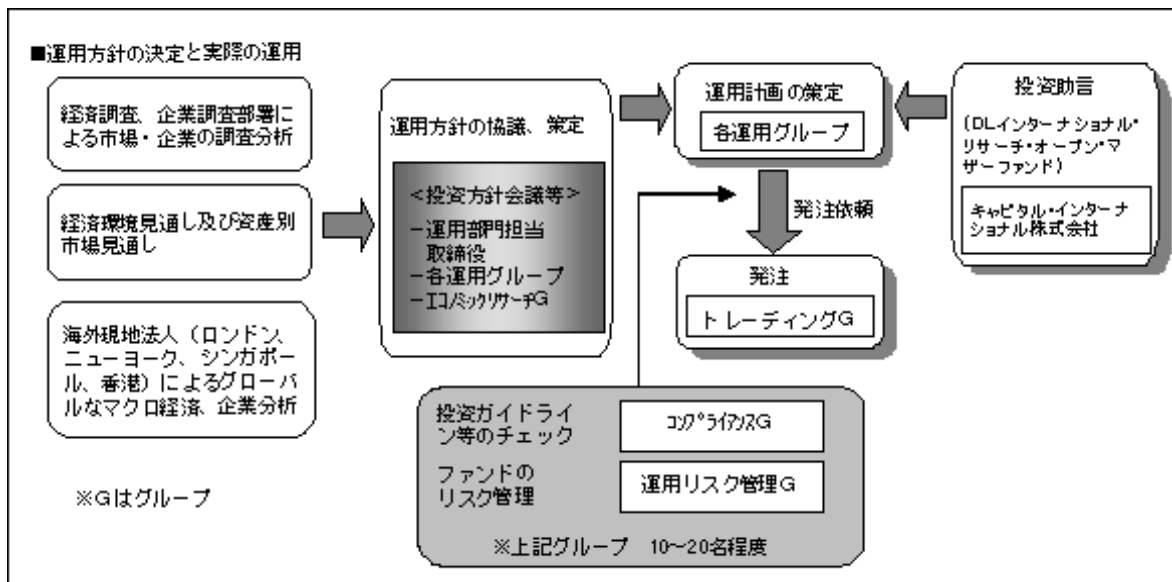 ■運用方針の決定と実際の運用
経済調査、企業調査部署に
よる市場・企業の調査分析
経済環境見通し及び資産別
市場見通し
海外現地法人（ロンドン、
ニューヨーク、シンガポー
ル、香港）によるグローバ
ルなマクロ経済、企業分析
※Gはグループ
運用方針の協議、策定
＜投資方針会議等＞
－運用部門担当
取締役
－各運用グループ
－ｴｺﾉﾐｯｸﾘｻｰﾁG
運用計画の策定
各運用グループ
発注依頼
発注
トレーディングG
投資助言
（DLインターナショナル・
リサーチ・オープン・マ
ザーファンド）
キャピタル・インターナ
ショナル株式会社
投資ガイドライ
ン等のチェック
ｺﾝﾌﾟﾗｲｱﾝｽG
ファンドの
リスク管理
運用リスク管理G
※上記グループ　10～20名程度